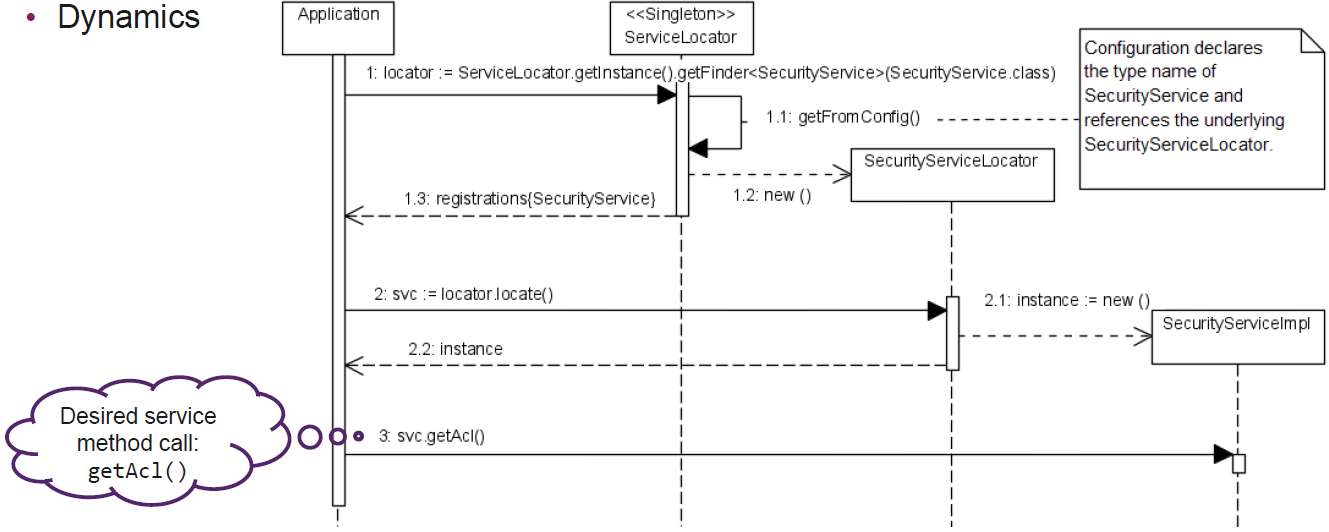 • Dynamics
Application
<<Singleton>>
ServiceLocator
Configuration declares
the type name of
SecurityService and
references the underlying
SecurityServiceLocator.
1: locator := ServiceLocator.getInstance().getFinder<SecurityService>(SecurityService.class)
1.1: getFromConfig()
SecurityServiceLocator
1.2: new ()
1.3: registrations{SecurityService}
2: svc := locator.locate()
2.1: instance := new ()
SecurityServiceImpl
2.2: instance
Desired service
method call:
getAcl()
3: svc.getAcl()